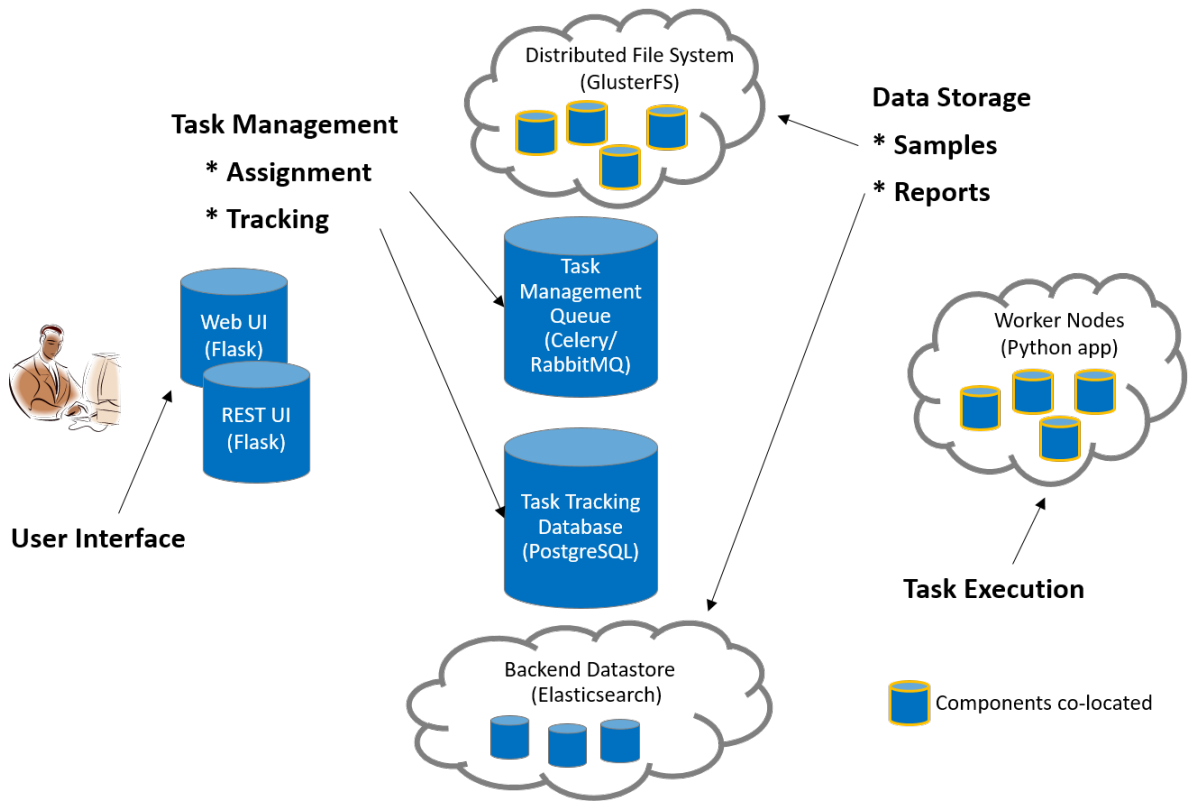 Distributed File System
(GlusterFS)
Data Storage
* Samples
* Reports
Task Management
* Assignment
* Tracking
Task
Management
Queue
(Celery/
RabbitMQ)
Web UI
(Flask)
REST UI
(Flask)
Worker Nodes
(Python app)
Task Tracking
Database
(PostgreSQL)
User Interface
Task Execution
Backend Datastore
(Elasticsearch)
Components co-located